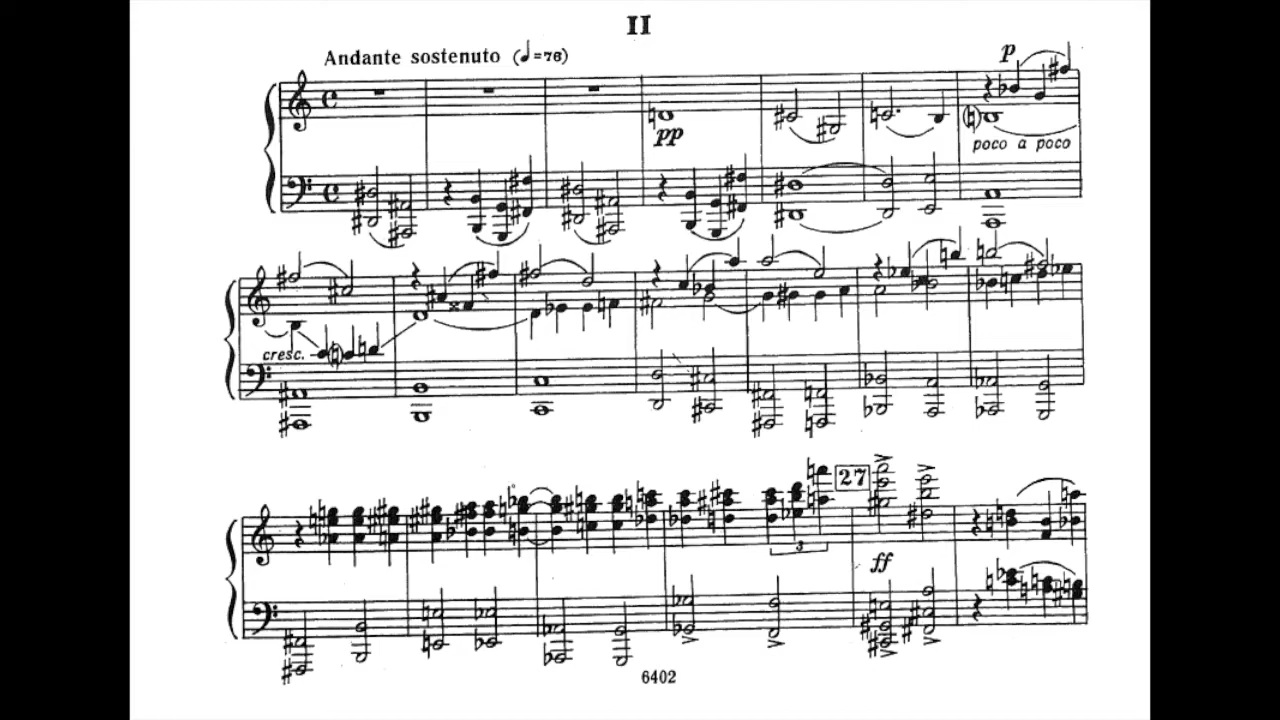 II
Andante sostenuto (♩=76)
p
pp
poco a poco
cresc.
3
27
ff
6402